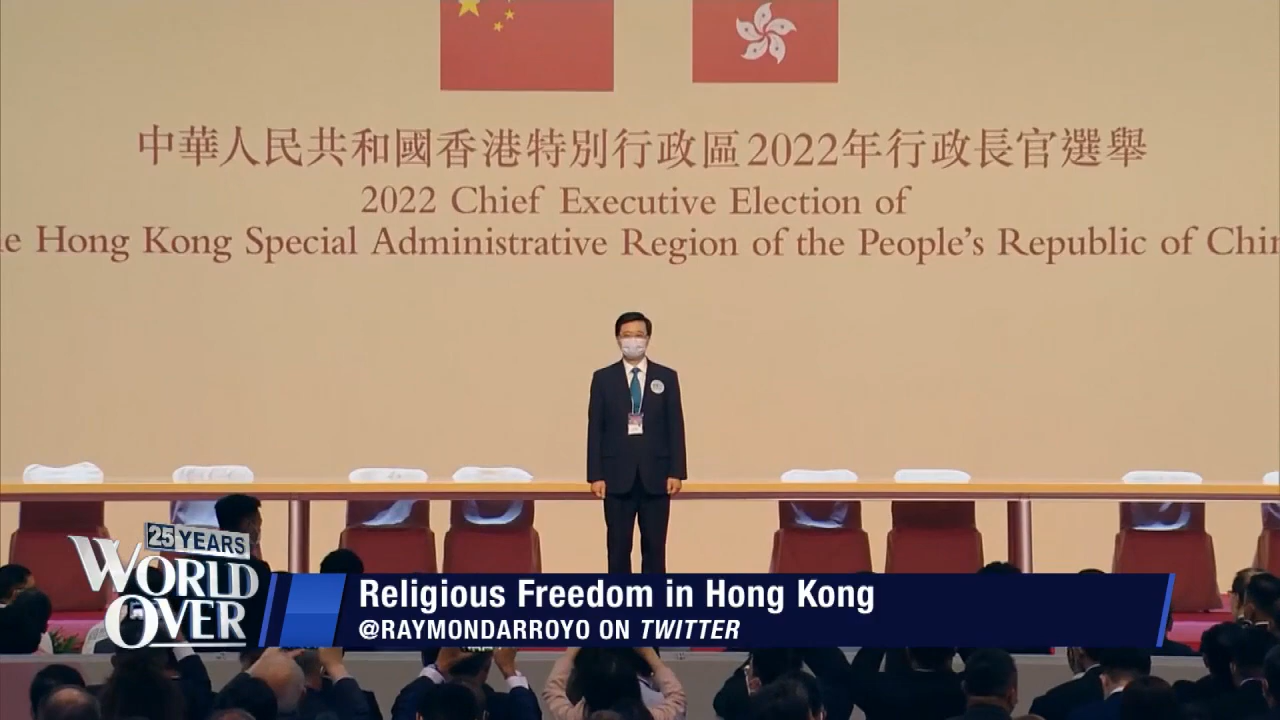 中華人民共和國香港特別行政區2022年行政長官選舉
2022 Chief Executive Election of
e Hong Kong Special Administrative Region of the People's Republic of Chin
25 YEARS
WORLD
OVER
Religious Freedom in Hong Kong
@RAYMONDARROYO ON TWITTER